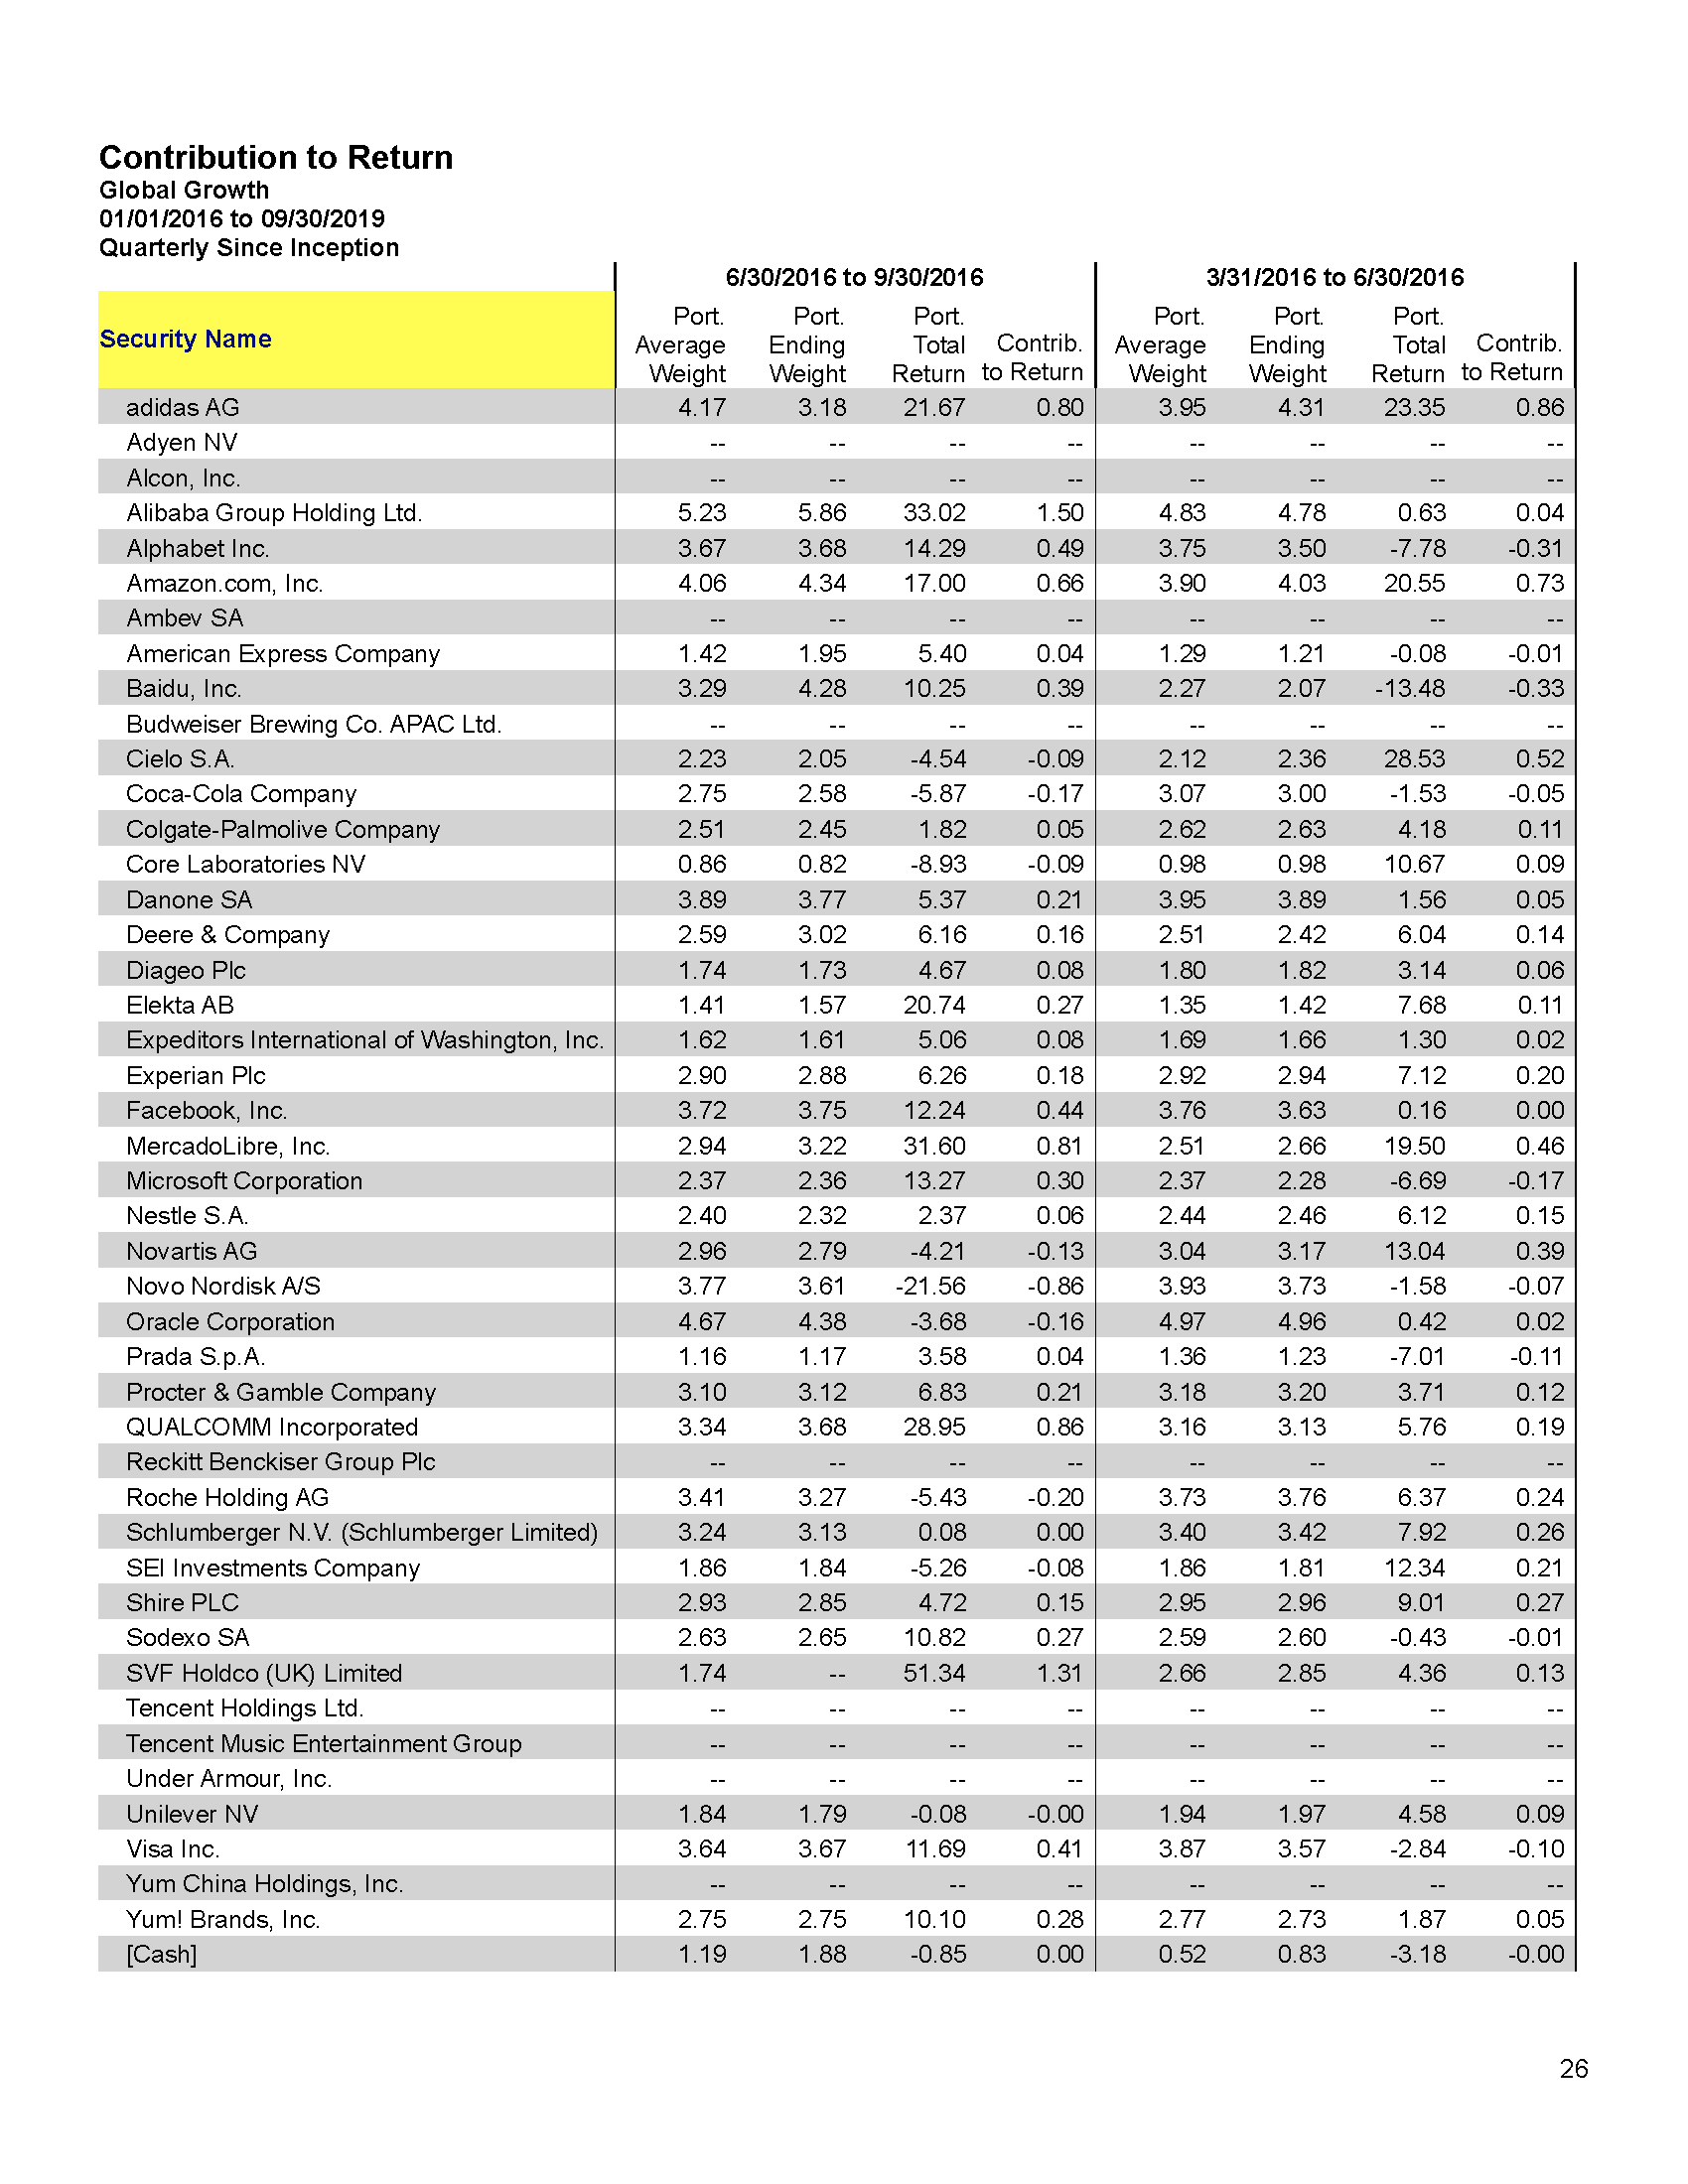 Contribution to Return
Global Growth
01/01/2016 to 09/30/2019
Quarterly Since Inception
6/30/2016 to 9/30/2016 3/31/2016 to 6/30/2016
Security Name Port. Average Weight Port. Ending Weight Port. Total Return Contrib. to Return Port. Average Weight Port. Ending Weight Port. Total Return Contrib. to Return
adidas AG 4.17 3.18 21.67 0.80 3.95 4.31 23.35 0.86
Adyen NV -- -- -- -- -- -- -- --
Alcon, Inc. -- -- -- -- -- -- -- --
Alibaba Group Holding Ltd. 5.23 5.86 33.02 1.50 4.83 4.78 0.63 0.04
Alphabet Inc. 3.67 3.68 14.29 0.49 3.75 3.50 -7.78 -0.31
Amazon.com, Inc. 4.06 4.34 17.00 0.66 3.90 4.03 20.55 0.73
Ambev SA -- -- -- -- -- -- -- --
American Express Company 1.42 1.95 5.40 0.04 1.29 1.21 -0.08 -0.01
Baidu, Inc. 3.29 4.28 10.25 0.39 2.27 2.07 -13.48 -0.33
Budweiser Brewing Co. APAC Ltd. -- -- -- -- -- -- -- --
Cielo S.A. 2.23 2.05 -4.54 -0.09 2.12 2.36 28.53 0.52
Coca-Cola Company 2.75 2.58 -5.87 -0.17 3.07 3.00 -1.53 -0.05
Colgate-Palmolive Company 2.51 2.45 1.82 0.05 2.62 2.63 4.18 0.11
Core Laboratories NV 0.86 0.82 -8.93 -0.09 0.98 0.98 10.67 0.09
Danone SA 3.89 3.77 5.37 0.21 3.95 3.89 1.56 0.05
Deere & Company 2.59 3.02 6.16 0.16 2.51 2.42 6.04 0.14
Diageo Plc 1.74 1.73 4.67 0.08 1.80 1.82 3.14 0.06
Elekta AB 1.41 1.57 20.74 0.27 1.35 1.42 7.68 0.11
Expeditors International of Washington, Inc. 1.62 1.61 5.06 0.08 1.69 1.66 1.30 0.02
Experian Plc 2.90 2.88 6.26 0.18 2.92 2.94 7.12 0.20
Facebook, Inc. 3.72 3.75 12.24 0.44 3.76 3.63 0.16 0.00
MercadoLibre, Inc. 2.94 3.22 31.60 0.81 2.51 2.66 19.50 0.46
Microsoft Corporation 2.37 2.36 13.27 0.30 2.37 2.28 -6.69 -0.17
Nestle S.A. 2.40 2.32 2.37 0.06 2.44 2.46 6.12 0.15
Novartis AG 2.96 2.79 -4.21 -0.13 3.04 3.17 13.04 0.39
Novo Nordisk A/S 3.77 3.61 -21.56 -0.86 3.93 3.73 -1.58 -0.07
Oracle Corporation 4.67 4.38 -3.68 -0.16 4.97 4.96 0.42 0.02
Prada S.p.A. 1.16 1.17 3.58 0.04 1.36 1.23 -7.01 -0.11
Procter & Gamble Company 3.10 3.12 6.83 0.21 3.18 3.20 3.71 0.12
QUALCOMM Incorporated 3.34 3.68 28.95 0.86 3.16 3.13 5.76 0.19
Reckitt Benckiser Group Plc -- -- -- -- -- -- -- --
Roche Holding AG 3.41 3.27 -5.43 -0.20 3.73 3.76 6.37 0.24
Schlumberger N.V. (Schlumberger Limited) 3.24 3.13 0.08 0.00 3.40 3.42 7.92 0.26
SEI Investments Company 1.86 1.84 -5.26 -0.08 1.86 1.81 12.34 0.21
Shire PLC 2.93 2.85 4.72 0.15 2.95 2.96 9.01 0.27
Sodexo SA 2.63 2.65 10.82 0.27 2.59 2.60 -0.43 -0.01
SVF Holdco (UK) Limited 1.74 -- 51.34 1.31 2.66 2.85 4.36 0.13
Tencent Holdings Ltd. -- -- -- -- -- -- -- --
Tencent Music Entertainment Group -- -- -- -- -- -- -- --
Under Armour, Inc. -- -- -- -- -- -- -- --
Unilever NV 1.84 1.79 -0.08 -0.00 1.94 1.97 4.58 0.09
Visa Inc. 3.64 3.67 11.69 0.41 3.87 3.57 -2.84 -0.10
Yum China Holdings, Inc. -- -- -- -- -- -- -- --
Yum! Brands, Inc. 2.75 2.75 10.10 0.28 2.77 2.73 1.87 0.05
[Cash] 1.19 1.88 -0.85 0.00 0.52 0.83 -3.18 -0.00
26